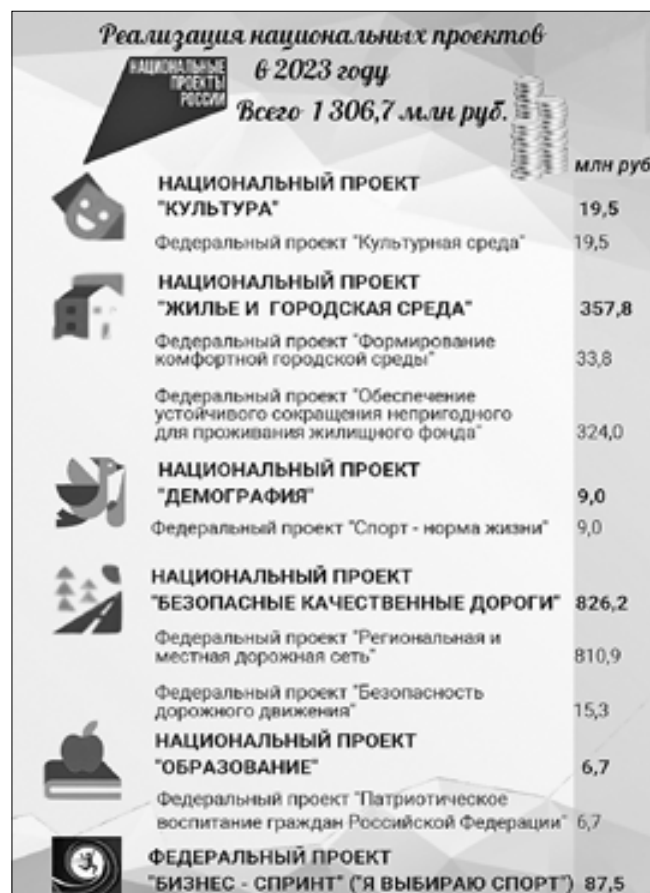 Реализация национальных проектов
в 2023 году
НАЦИОНАЛЬНЫЕ
ПРОЕКТЫ
РОССИИ
Всего 1 306,7 млн руб.
млн руб
НАЦИОНАЛЬНЫЙ ПРОЕКТ
"КУЛЬТУРА" 19,5
Федеральный проект "Культурная среда" 19,5
НАЦИОНАЛЬНЫЙ ПРОЕКТ
"ЖИЛЬЕ И ГОРОДСКАЯ СРЕДА" 357,8
Федеральный проект "Формирование
комфортной городской среды" 33,8
Федеральный проект "Обеспечение
устойчивого сокращения непригодного
для проживания жилищного фонда" 324,0
НАЦИОНАЛЬНЫЙ ПРОЕКТ
"ДЕМОГРАФИЯ" 9,0
Федеральный проект "Спорт - норма жизни" 9,0
НАЦИОНАЛЬНЫЙ ПРОЕКТ
"БЕЗОПАСНЫЕ КАЧЕСТВЕННЫЕ ДОРОГИ" 826,2
Федеральный проект "Региональная и
местная дорожная сеть" 810,9
Федеральный проект "Безопасность
дорожного движения" 15,3
НАЦИОНАЛЬНЫЙ ПРОЕКТ
"ОБРАЗОВАНИЕ" 6,7
Федеральный проект "Патриотическое
воспитание граждан Российской Федерации" 6,7
ФЕДЕРАЛЬНЫЙ ПРОЕКТ
"БИЗНЕС - СПРИНТ" ("Я ВЫБИРАЮ СПОРТ") 87,5